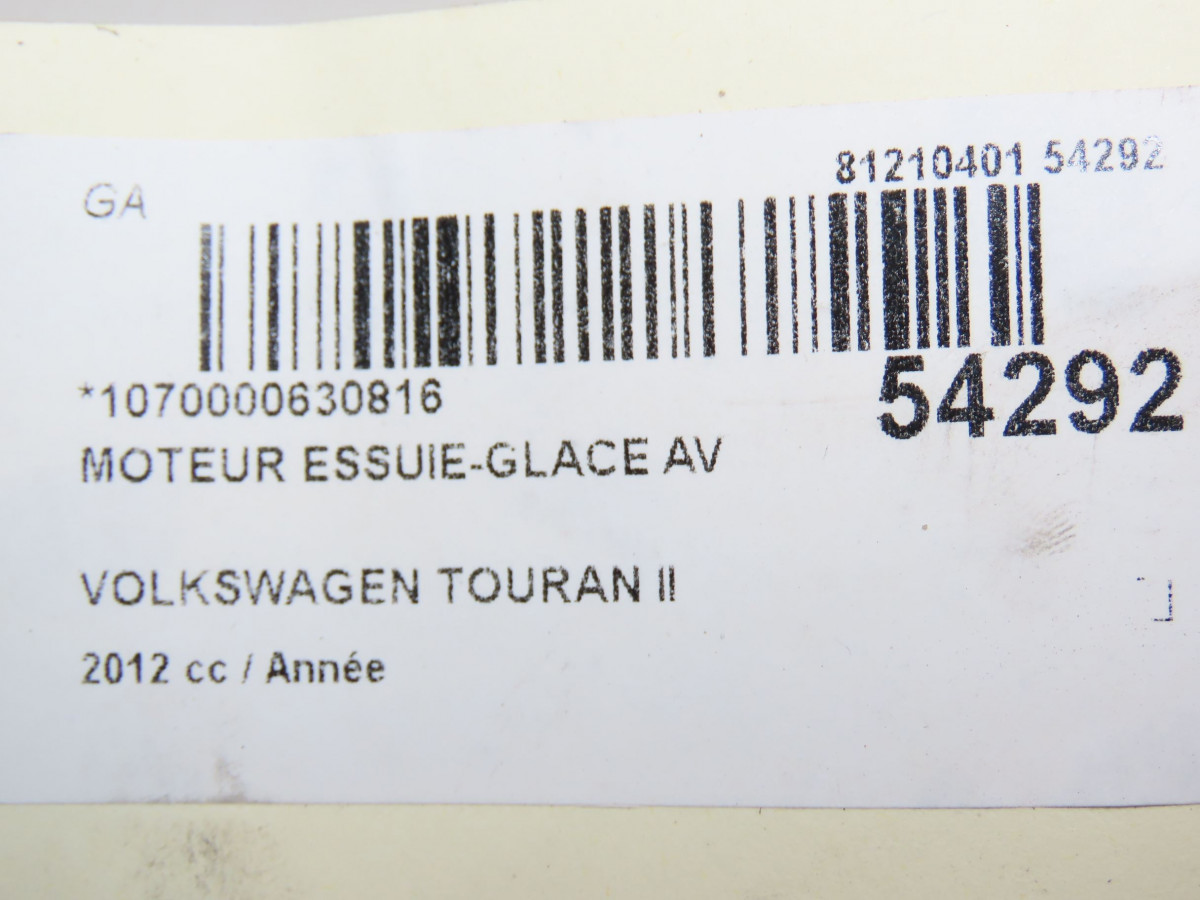 81210401 54292
GA
*1070000630816
54292
MOTEUR ESSUIE-GLACE AV
VOLKSWAGEN TOURAN II
2012 cc / Année